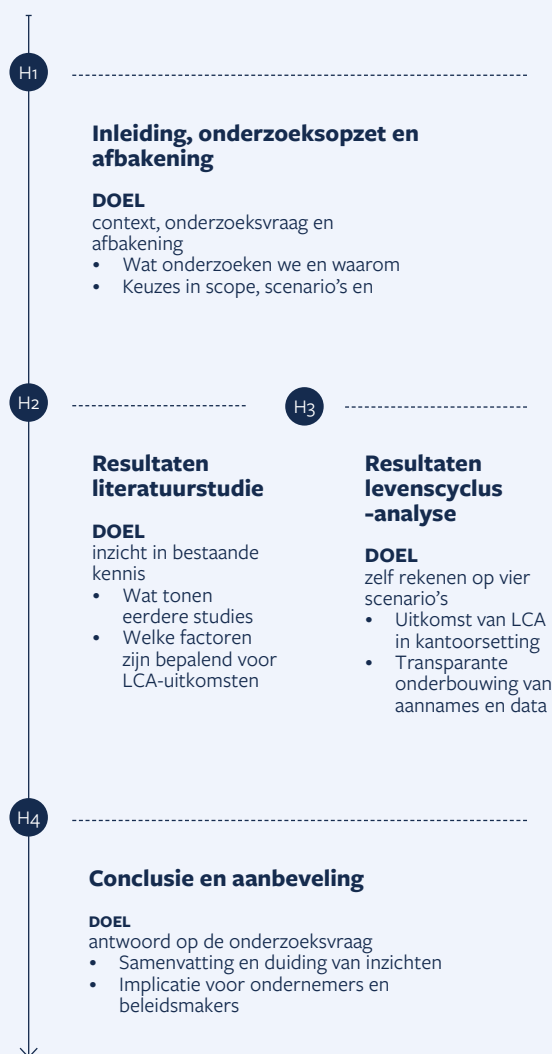 H1
Inleiding, onderzoeksopzet en
afbakening
DOEL
context, onderzoeksvraag en
afbakening
• Wat onderzoeken we en waarom
• Keuzes in scope, scenario's en
H2
Resultaten
literatuurstudie
DOEL
inzicht in bestaande
kennis
• Wat tonen
eerdere studies
• Welke factoren
zijn bepalend voor
LCA-uitkomsten
H3
Resultaten
levenscyclus
-analyse
DOEL
zelf rekenen op vier
scenario's
• Uitkomst van LCA
in kantoorsetting
• Transparante
onderbouwing van
aannames en data
H4
Conclusie en aanbeveling
DOEL
antwoord op de onderzoeksvraag
• Samenvatting en duiding van inzichten
• Implicatie voor ondernemers en
beleidsmakers